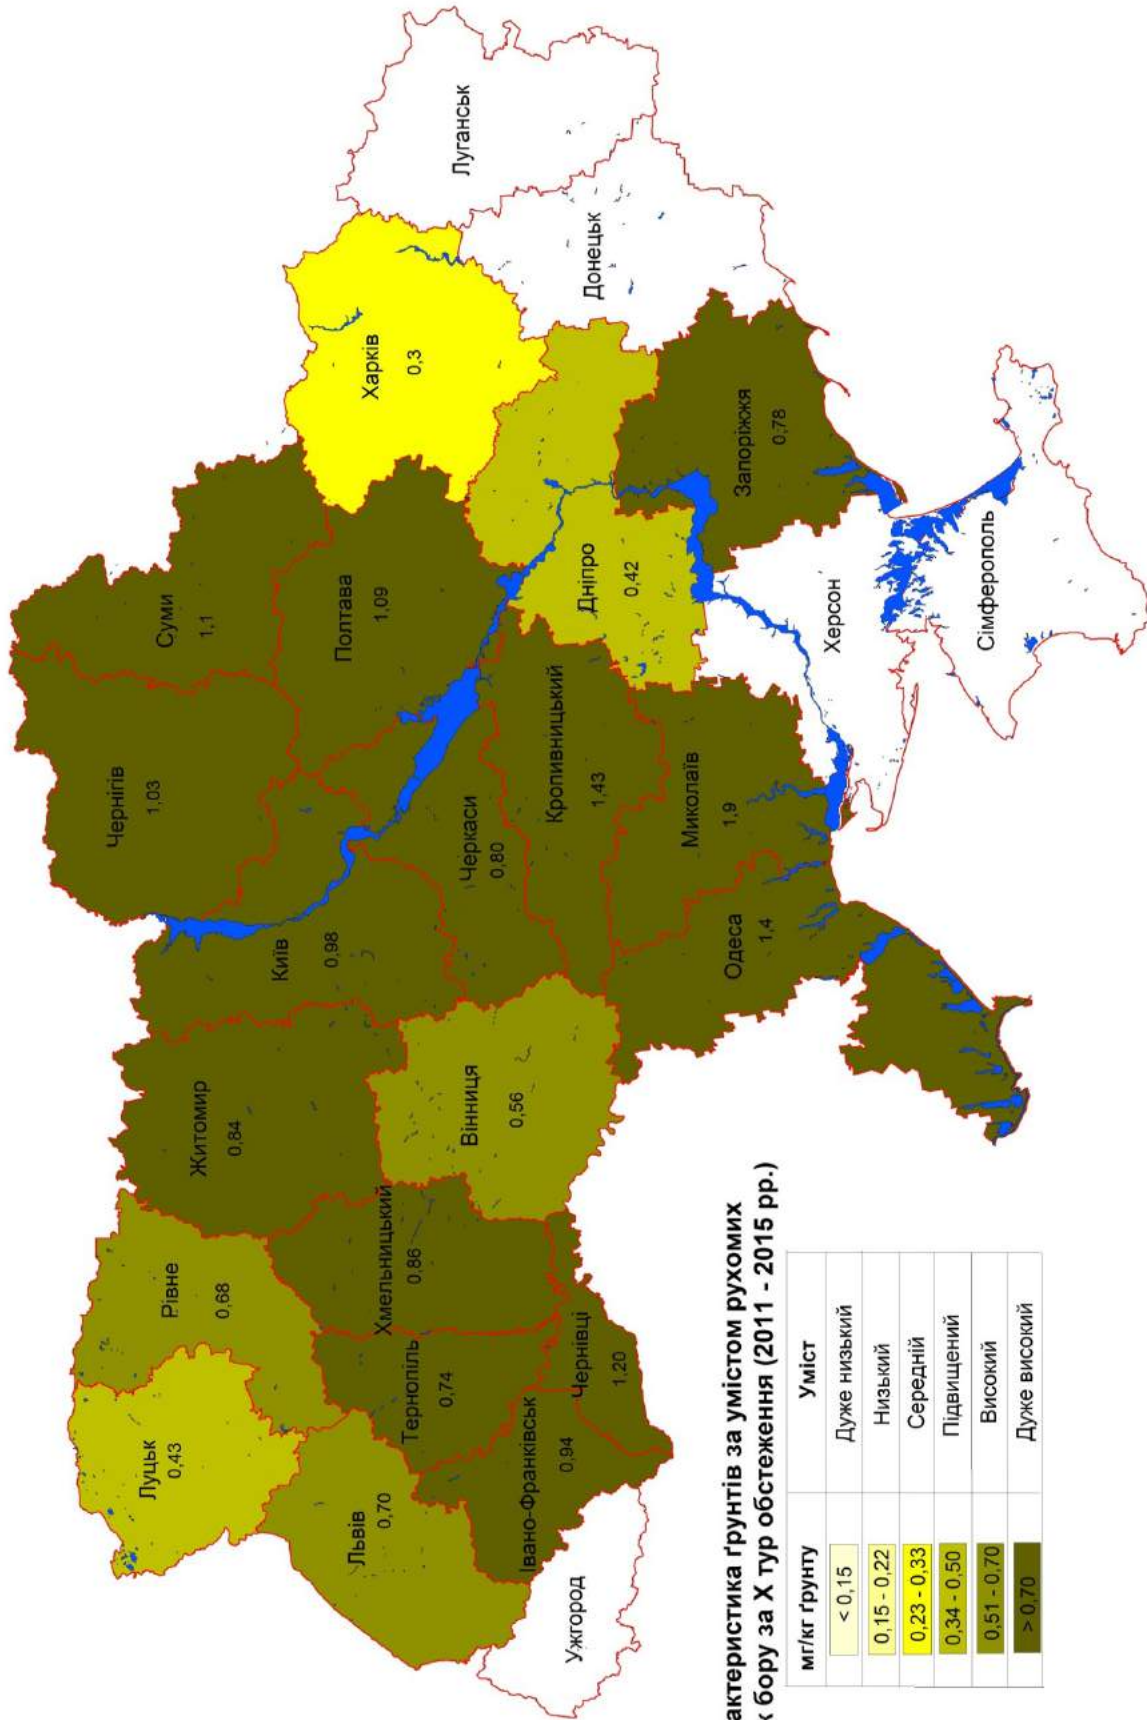 Луцьк
0,43
Рівне
0,68
Житомир
0,84
Київ
0,98
Чернігів
1,03
Суми
1,1
Львів
0,70
Тернопіль
0,74
Хмельницький
0,86
Вінниця
0,56
Черкаси
0,80
Полтава
1,09
Харків
0,3
Луганськ
Ужгород
Івано-Франківськ
0,94
Чернівці
1,20
Кропивницький
1,43
Дніпро
0,42
Донецьк
Одеса
1,4
Миколаїв
1,9
Запоріжжя
0,78
Херсон
Сімферополь
актеристика ґрунтів за умістом рухомих
бору за X тур обстеження (2011 - 2015 рр.)
мг/кг ґрунту Уміст
< 0,15 Дуже низький
0,15 - 0,22 Низький
0,23 - 0,33 Середній
0,34 - 0,50 Підвищений
0,51 - 0,70 Високий
> 0,70 Дуже високий